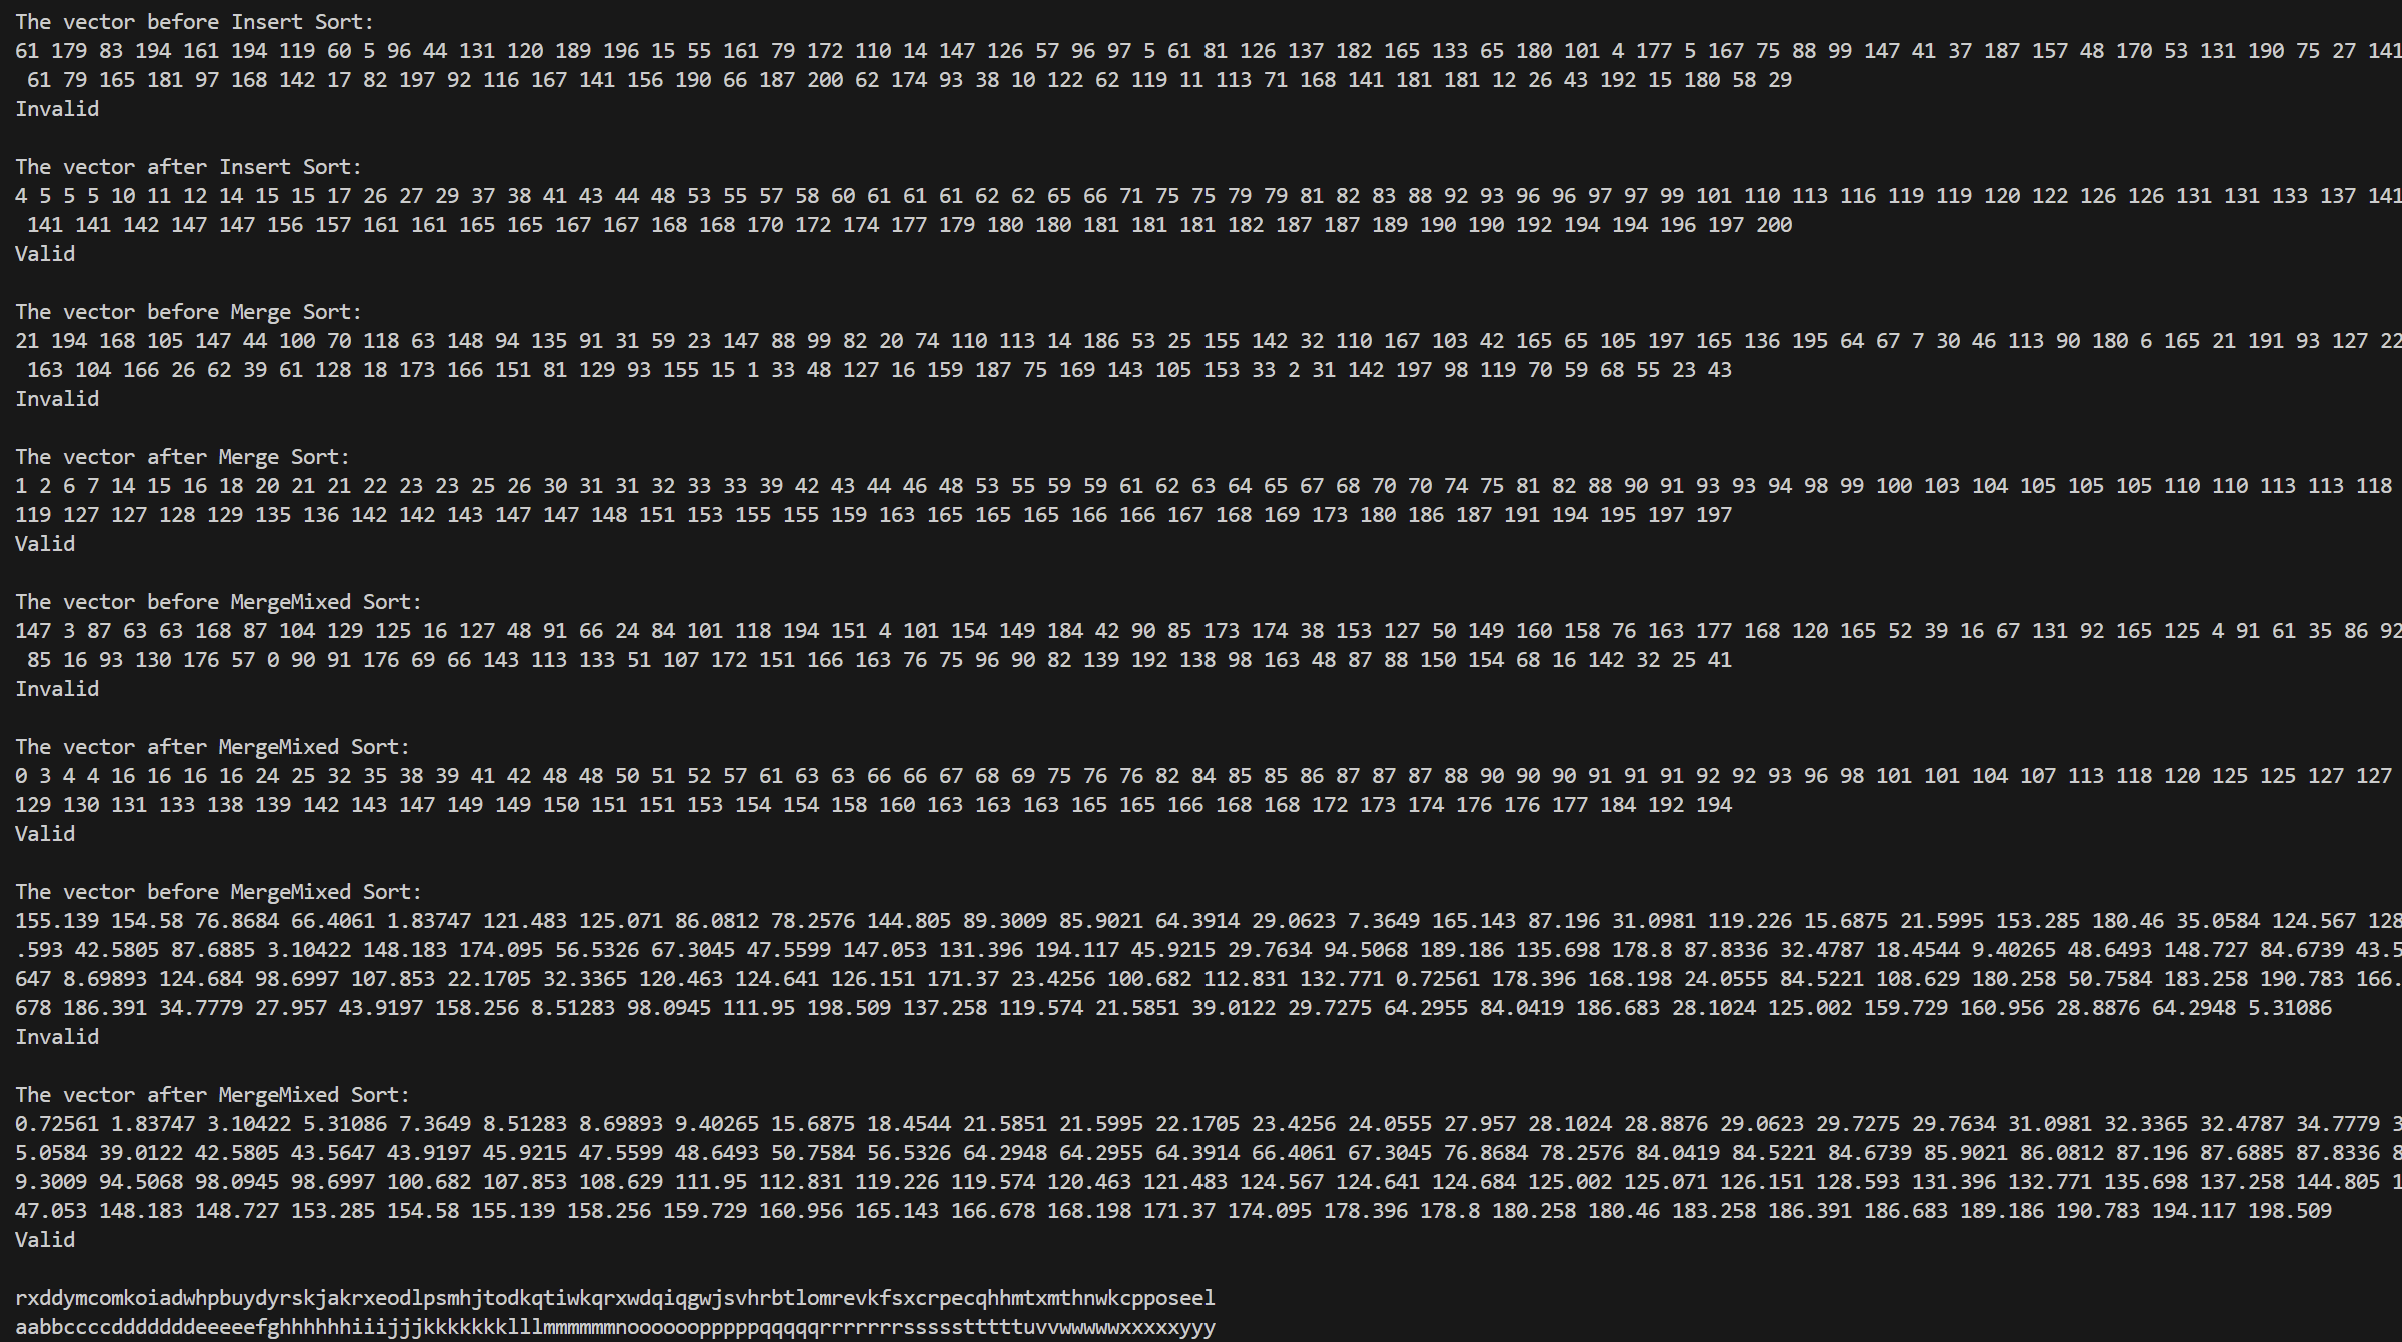 The vector before Insert Sort:
61 179 83 194 161 194 119 60 5 96 44 131 120 189 196 15 55 161 79 172 110 14 147 126 57 96 97 5 61 81 126 137 182 165 133 65 180 101 4 177 5 167 75 88 99 147 41 37 187 157 48 170 53 131 190 75 27 141
61 79 165 181 97 168 142 17 82 197 92 116 167 141 156 190 66 187 200 62 174 93 38 10 122 62 119 11 113 71 168 141 181 181 12 26 43 192 15 180 58 29
Invalid
The vector after Insert Sort:
4 5 5 5 10 11 12 14 15 15 17 26 27 29 37 38 41 43 44 48 53 55 57 58 60 61 61 61 62 62 65 66 71 75 75 79 79 81 82 83 88 92 93 96 96 97 97 99 101 110 113 116 119 119 120 122 126 126 131 131 133 137 141
141 141 142 147 147 156 157 161 161 165 165 167 167 168 168 170 172 174 177 179 180 180 181 181 181 182 187 187 189 190 190 192 194 194 196 197 200
Valid
The vector before Merge Sort:
21 194 168 105 147 44 100 70 118 63 148 94 135 91 31 59 23 147 88 99 82 20 74 110 113 14 186 53 25 155 142 32 110 167 103 42 165 65 105 197 165 136 195 64 67 7 30 46 113 90 180 6 165 21 191 93 127 22
163 104 166 26 62 39 61 128 18 173 166 151 81 129 93 155 15 1 33 48 127 16 159 187 75 169 143 105 153 33 2 31 142 197 98 119 70 59 68 55 23 43
Invalid
The vector after Merge Sort:
1 2 6 7 14 15 16 18 20 21 21 22 23 23 25 26 30 31 31 32 33 33 39 42 43 44 46 48 53 55 59 59 61 62 63 64 65 67 68 70 70 74 75 81 82 88 90 91 93 93 94 98 99 100 103 104 105 105 105 110 110 113 113 118
119 127 127 128 129 135 136 142 142 143 147 147 148 151 153 155 155 159 163 165 165 165 166 166 167 168 169 173 180 186 187 191 194 195 197 197
Valid
The vector before MergeMixed Sort:
147 3 87 63 63 168 87 104 129 125 16 127 48 91 66 24 84 101 118 194 151 4 101 154 149 184 42 90 85 173 174 38 153 127 50 149 160 158 76 163 177 168 120 165 52 39 16 67 131 92 165 125 4 91 61 35 86 92
85 16 93 130 176 57 0 90 91 176 69 66 143 113 133 51 107 172 151 166 163 76 75 96 90 82 139 192 138 98 163 48 87 88 150 154 68 16 142 32 25 41
Invalid
The vector after MergeMixed Sort:
0 3 4 4 16 16 16 16 24 25 32 35 38 39 41 42 48 48 50 51 52 57 61 63 63 66 66 67 68 69 75 76 76 82 84 85 85 86 87 87 87 88 90 90 90 91 91 91 92 92 93 96 98 101 101 104 107 113 118 120 125 125 127 127
129 130 131 133 138 139 142 143 147 149 149 150 151 151 153 154 154 158 160 163 163 163 165 165 166 168 168 172 173 174 176 176 177 184 192 194
Valid
The vector before MergeMixed Sort:
155.139 154.58 76.8684 66.4061 1.83747 121.483 125.071 86.0812 78.2576 144.805 89.3009 85.9021 64.3914 29.0623 7.3649 165.143 87.196 31.0981 119.226 15.6875 21.5995 153.285 180.46 35.0584 124.567 128
.593 42.5805 87.6885 3.10422 148.183 174.095 56.5326 67.3045 47.5599 147.053 131.396 194.117 45.9215 29.7634 94.5068 189.186 135.698 178.8 87.8336 32.4787 18.4544 9.40265 48.6493 148.727 84.6739 43.5
647 8.69893 124.684 98.6997 107.853 22.1705 32.3365 120.463 124.641 126.151 171.37 23.4256 100.682 112.831 132.771 0.72561 178.396 168.198 24.0555 84.5221 108.629 180.258 50.7584 183.258 190.783 166.
678 186.391 34.7779 27.957 43.9197 158.256 8.51283 98.0945 111.95 198.509 137.258 119.574 21.5851 39.0122 29.7275 64.2955 84.0419 186.683 28.1024 125.002 159.729 160.956 28.8876 64.2948 5.31086
Invalid
The vector after MergeMixed Sort:
0.72561 1.83747 3.10422 5.31086 7.3649 8.51283 8.69893 9.40265 15.6875 18.4544 21.5851 21.5995 22.1705 23.4256 24.0555 27.957 28.1024 28.8876 29.0623 29.7275 29.7634 31.0981 32.3365 32.4787 34.7779 3
5.0584 39.0122 42.5805 43.5647 43.9197 45.9215 47.5599 48.6493 50.7584 56.5326 64.2948 64.2955 64.3914 66.4061 67.3045 76.8684 78.2576 84.0419 84.5221 84.6739 85.9021 86.0812 87.196 87.6885 87.8336 8
9.3009 94.5068 98.0945 98.6997 100.682 107.853 108.629 111.95 112.831 119.226 119.574 120.463 121.483 124.567 124.641 124.684 125.002 125.071 126.151 128.593 131.396 132.771 135.698 137.258 144.805 1
47.053 148.183 148.727 153.285 154.58 155.139 158.256 159.729 160.956 165.143 166.678 168.198 171.37 174.095 178.396 178.8 180.258 180.46 183.258 186.391 186.683 189.186 190.783 194.117 198.509
Valid
rxddymcomkoiadwhpbuydyrskjakrxeodlpsmhjtodkqtiwkqrxwdqiqgwjsvhrbtlomrevkfsxcrpecqhhmtxmthnwkcpposeel
aabbccccdddddddeeeeefghhhhhhiiijjjkkkkkkklllmmmmmmnoooooopppppqqqqqrrrrrrrsssssttttttuvvwwwwwxxxxxyyy